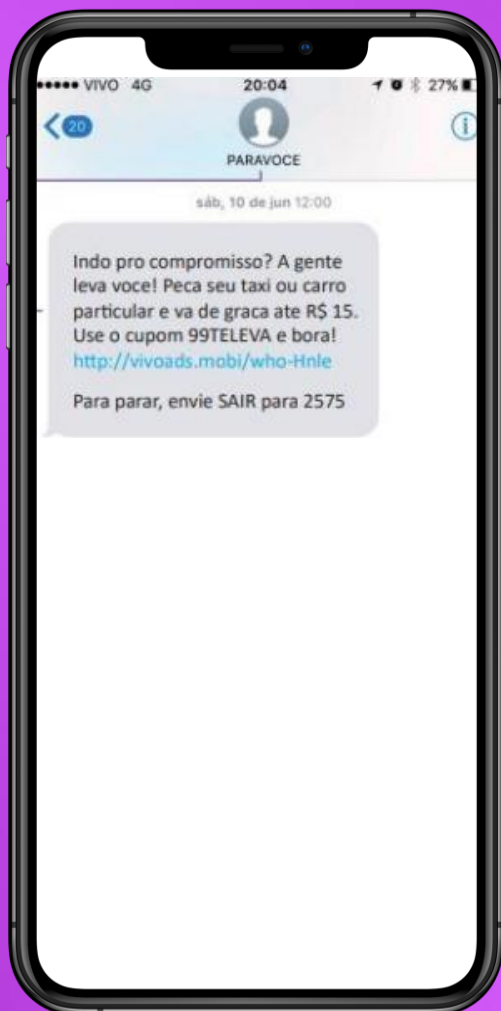 VIVO 4G 20:04 27%
20
PARAVOCE
sáb, 10 de jun 12:00
Indo pro compromisso? A gente
leva voce! Peca seu taxi ou carro
particular e va de graca ate R$ 15.
Use o cupom 99TELEVA e bora!
http://vivoads.mobi/who-Hnle
Para parar, envie SAIR para 2575